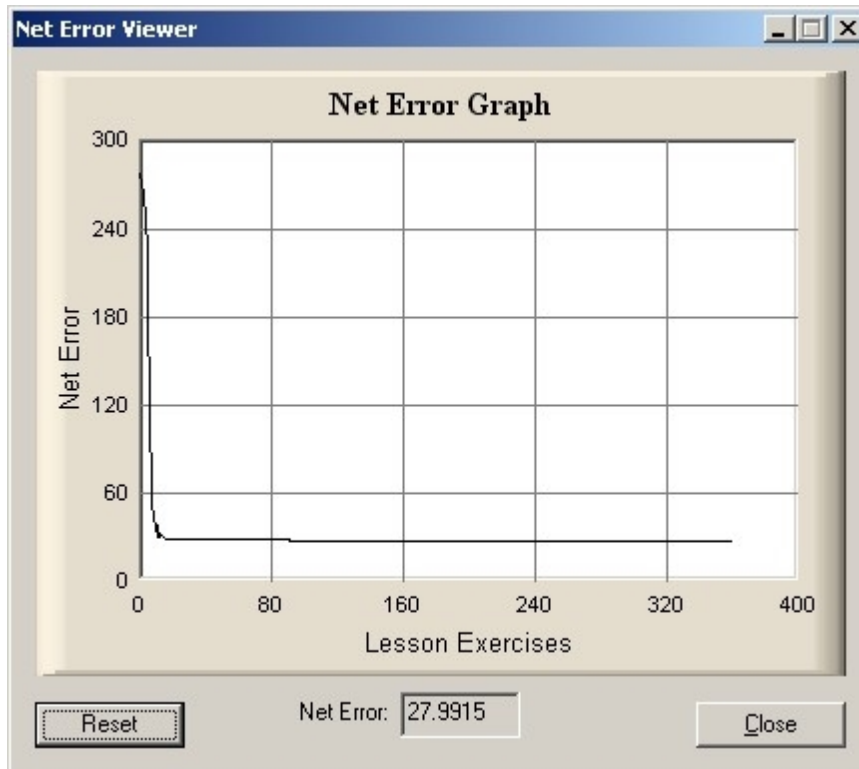 Net Error Viewer
Net Error Graph
300
240
180
120
60
0
Net Error
0 80 160 240 320 400
Lesson Exercises
Reset
Net Error: 27.9915
Close